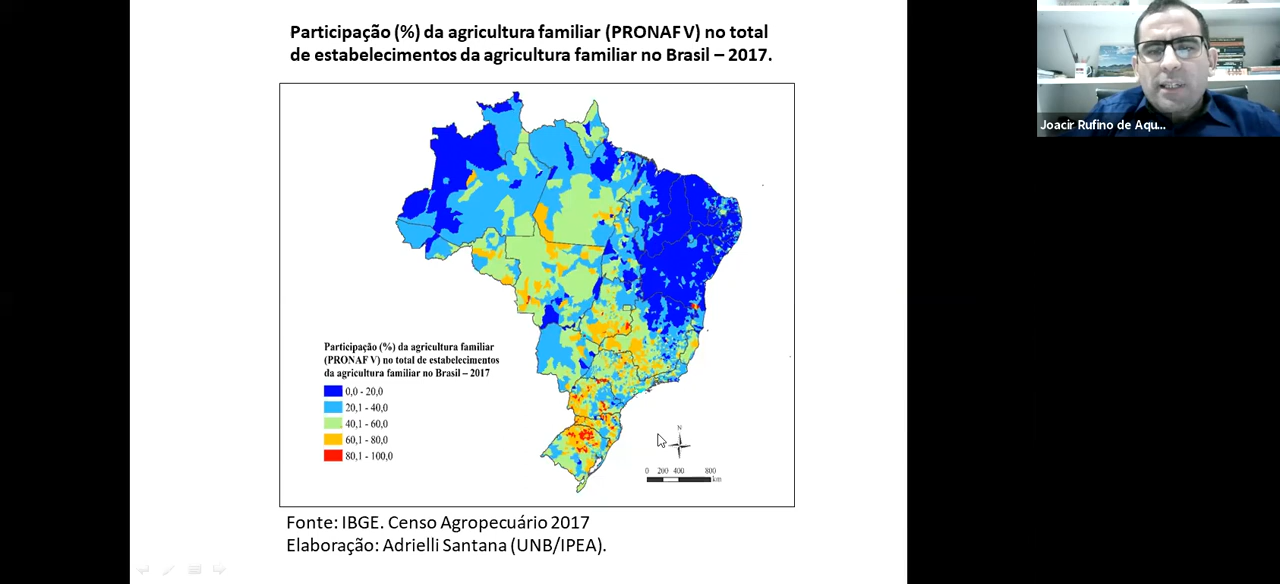 Participação (%) da agricultura familiar (PRONAF V) no total
de estabelecimentos da agricultura familiar no Brasil – 2017.
Joacir Rufino de Aqu...
Participação (%) da agricultura familiar
(PRONAF V) no total de estabelecimentos
da agricultura familiar no Brasil – 2017
0,0 - 20,0
20,1 - 40,0
40,1 - 60,0
60,1 - 80,0
80,1 - 100,0
N
0 200 400 800
Km
Fonte: IBGE. Censo Agropecuário 2017
Elaboração: Adrielli Santana (UNB/IPEA).